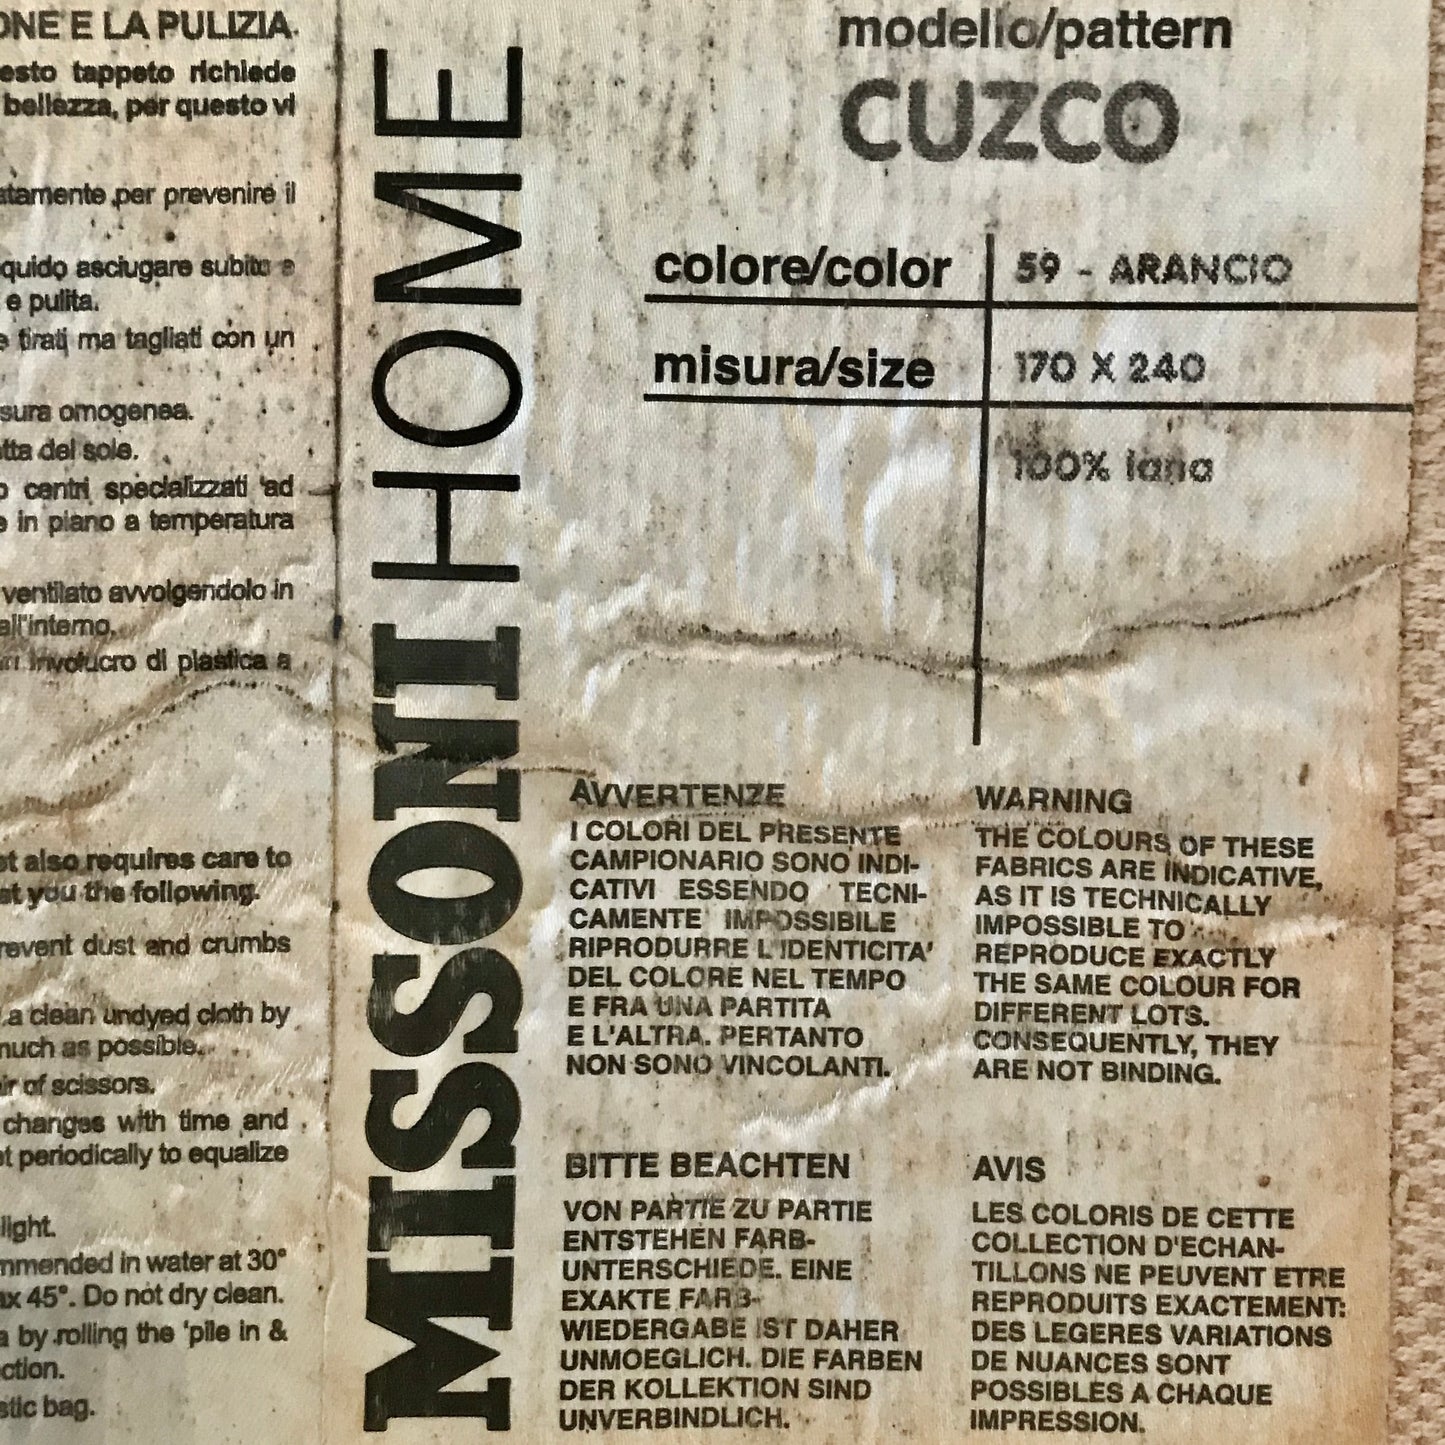 ONE E LA PULIZIA
esto tappeto richiede
bellezza, per questo vi
atamente per prevenire il
quido asciugare subito e
e pulita.
e tirati ma tagliati con un
sura omogenea.
tta del sole.
o centri specializzati ad
e in piano a temperatura
ventilato avvolgendolo in
all'interno.
involucro di plastica a
et also requires care to
at you the following.
revent dust and crumbs
a clean undyed cloth by
much as possible.
air of scissors.
changes with time and
et periodically to equalize
light.
mmended in water at 30°
ax 45°. Do not dry clean.
a by rolling the 'pile in &
ction.
stic bag.
MISSONI HOME
modello/pattern
CUZCO
colore/color 59 - ARANCIO
misura/size 170 X 240
100% lana
AVVERTENZE
I COLORI DEL PRESENTE
CAMPIONARIO SONO INDI-
CATIVI ESSENDO TECNI-
CAMENTE IMPOSSIBILE
RIPRODURRE L'IDENTICITA'
DEL COLORE NEL TEMPO
E FRA UNA PARTITA
E L'ALTRA. PERTANTO
NON SONO VINCOLANTI.
WARNING
THE COLOURS OF THESE
FABRICS ARE INDICATIVE,
AS IT IS TECHNICALLY
IMPOSSIBLE TO
REPRODUCE EXACTLY
THE SAME COLOUR FOR
DIFFERENT LOTS.
CONSEQUENTLY, THEY
ARE NOT BINDING.
BITTE BEACHTEN
VON PARTIE ZU PARTIE
ENTSTEHEN FARB-
UNTERSCHIEDE. EINE
EXAKTE FARB-
WIEDERGABE IST DAHER
UNMOEGLICH. DIE FARBEN
DER KOLLEKTION SIND
UNVERBINDLICH.
AVIS
LES COLORIS DE CETTE
COLLECTION D'ECHAN-
TILLONS NE PEUVENT ETRE
REPRODUITS EXACTEMENT:
DES LEGERES VARIATIONS
DE NUANCES SONT
POSSIBLES A CHAQUE
IMPRESSION.